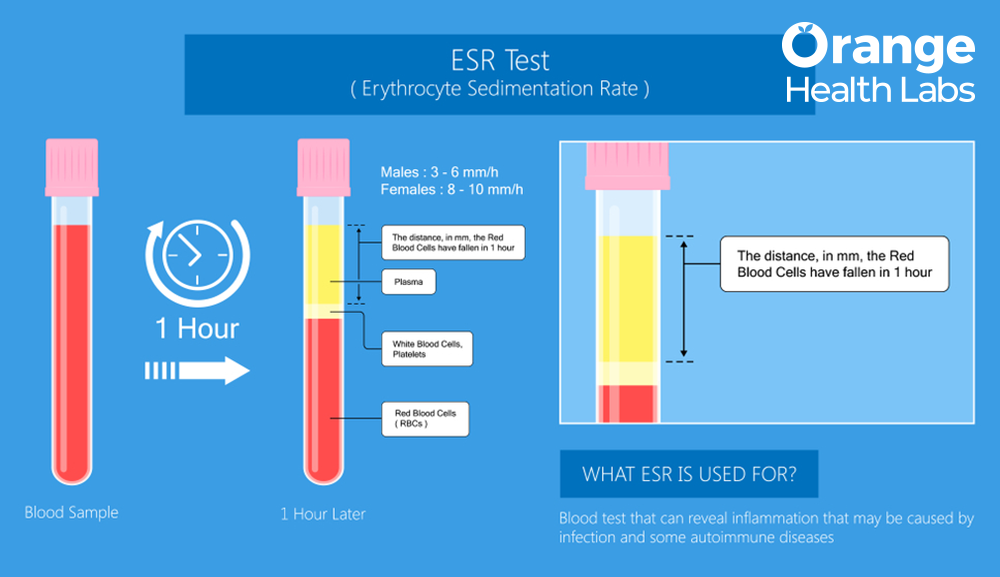 Orange
Health Labs
ESR Test
( Erythrocyte Sedimentation Rate )
Males : 3 - 6 mm/h
Females : 8 - 10 mm/h
The distance, in mm, the Red
Blood Cells have fallen in 1 hour
Plasma
1 Hour
White Blood Cells,
Platelets
Red Blood Cells
( RBCs )
Blood Sample
1 Hour Later
The distance, in mm, the Red
Blood Cells have fallen in 1 hour
WHAT ESR IS USED FOR?
Blood test that can reveal inflammation that may be caused by
infection and some autoimmune diseases